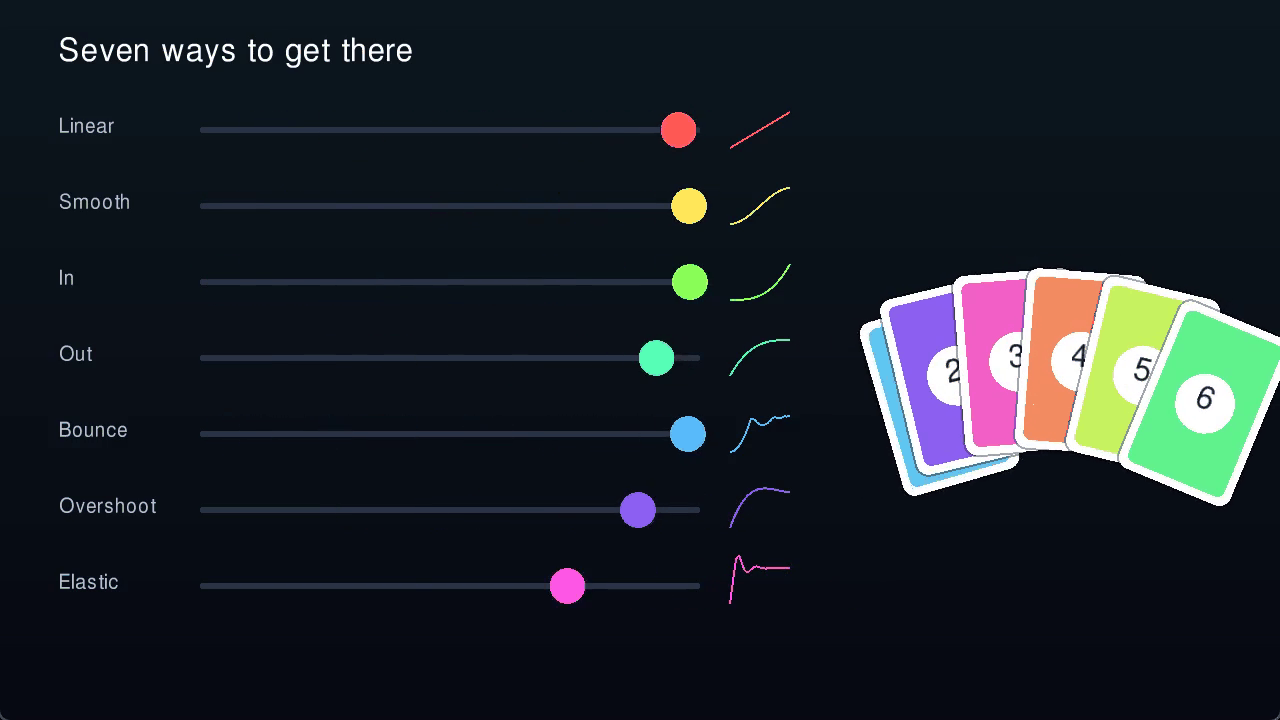 Seven ways to get there
Linear
Smooth
In
Out
Bounce
Overshoot
Elastic
2
3
4
5
6